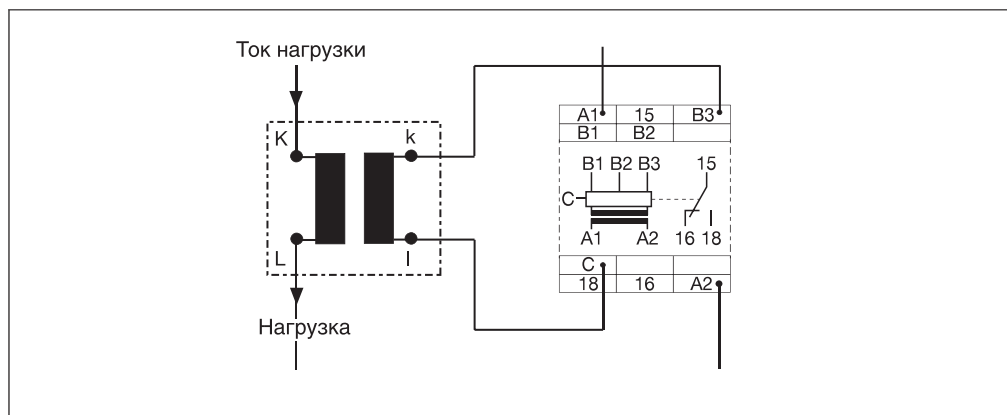 Ток нагрузки
K
k
L
l
Нагрузка
A1 15 B3
B1 B2
B1 B2 B3 15
C
A1 A2 16 18
C
18 16 A2